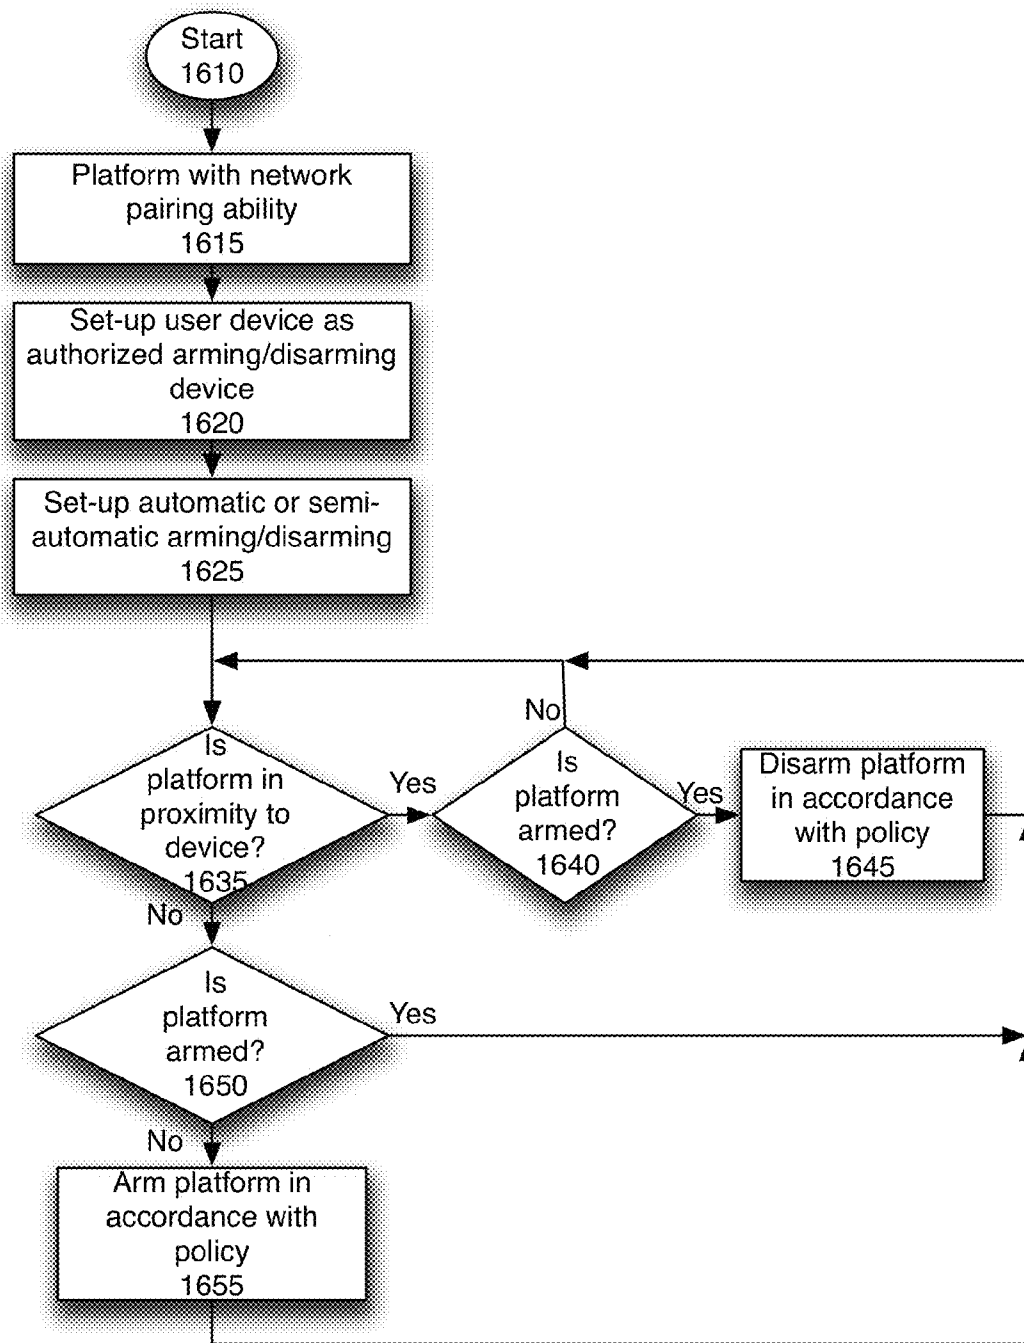 Start
1610
Platform with network
pairing ability
1615
Set-up user device as
authorized arming/disarming
device
1620
Set-up automatic or semi-
automatic arming/disarming
1625
Is
platform in
proximity to
device?
1635
Yes
No
Is
platform
armed?
1640
No
Yes
Disarm platform
in accordance
with policy
1645
Is
platform
armed?
1650
Yes
No
Arm platform in
accordance with
policy
1655